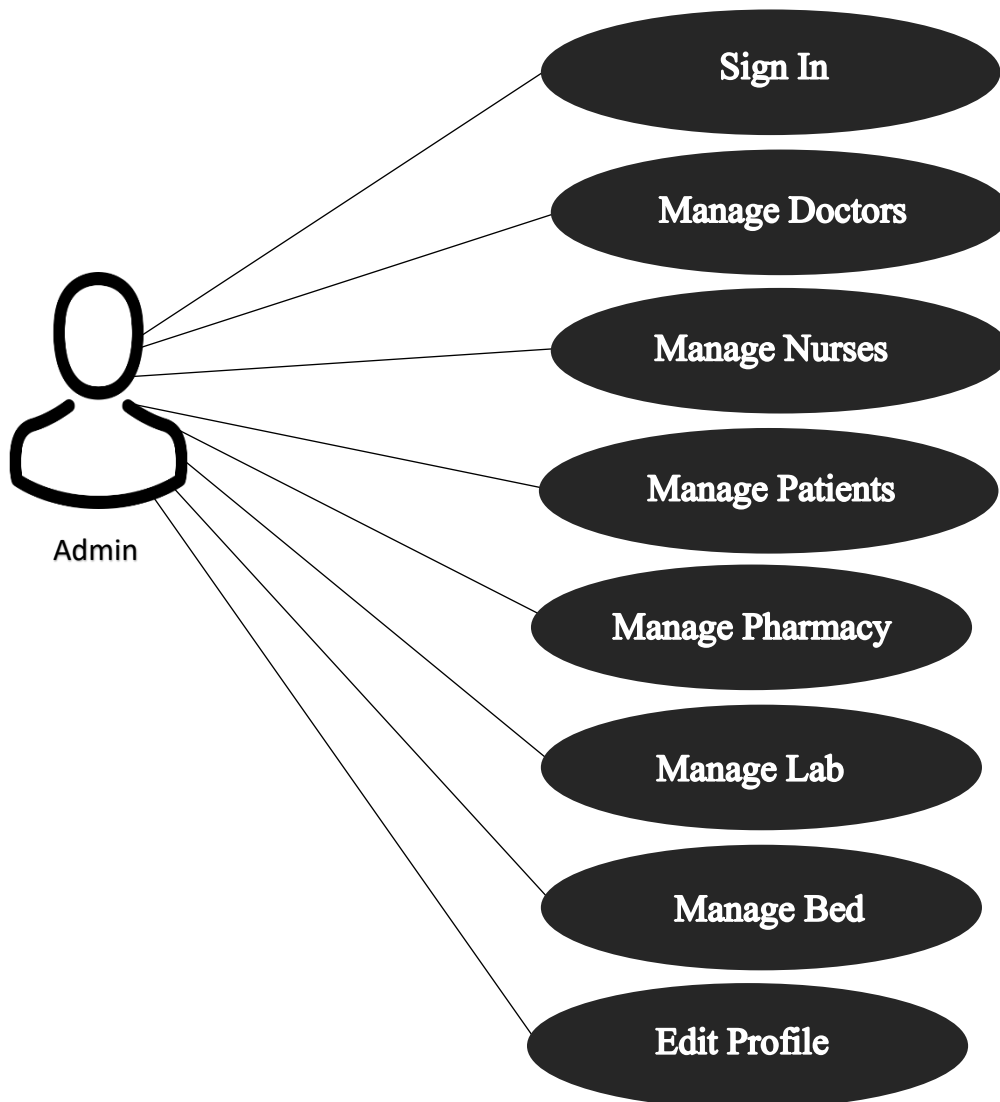 Sign In
Manage Doctors
Manage Nurses
Manage Patients
Admin
Manage Pharmacy
Manage Lab
Manage Bed
Edit Profile